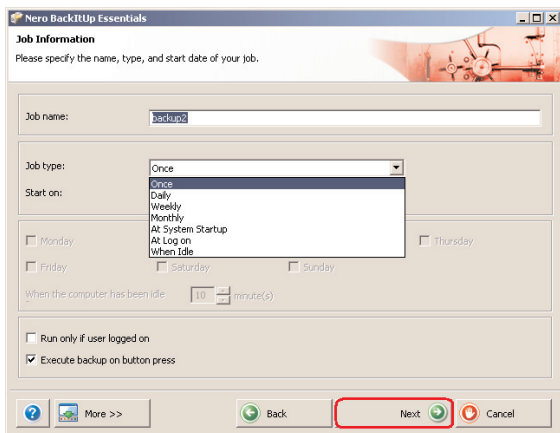 Nero BackItUp Essentials
Job Information
Please specify the name, type, and start date of your job.
Job name: backup2
Job type: Once
Once
Start on: Daily
Weekly
Monthly
At System Startup
At Log on
When Idle
Monday Thursday
Friday Saturday Sunday
When the computer has been idle 10 minute(s)
Run only if user logged on
Execute backup on button press
? More >> Back Next Cancel